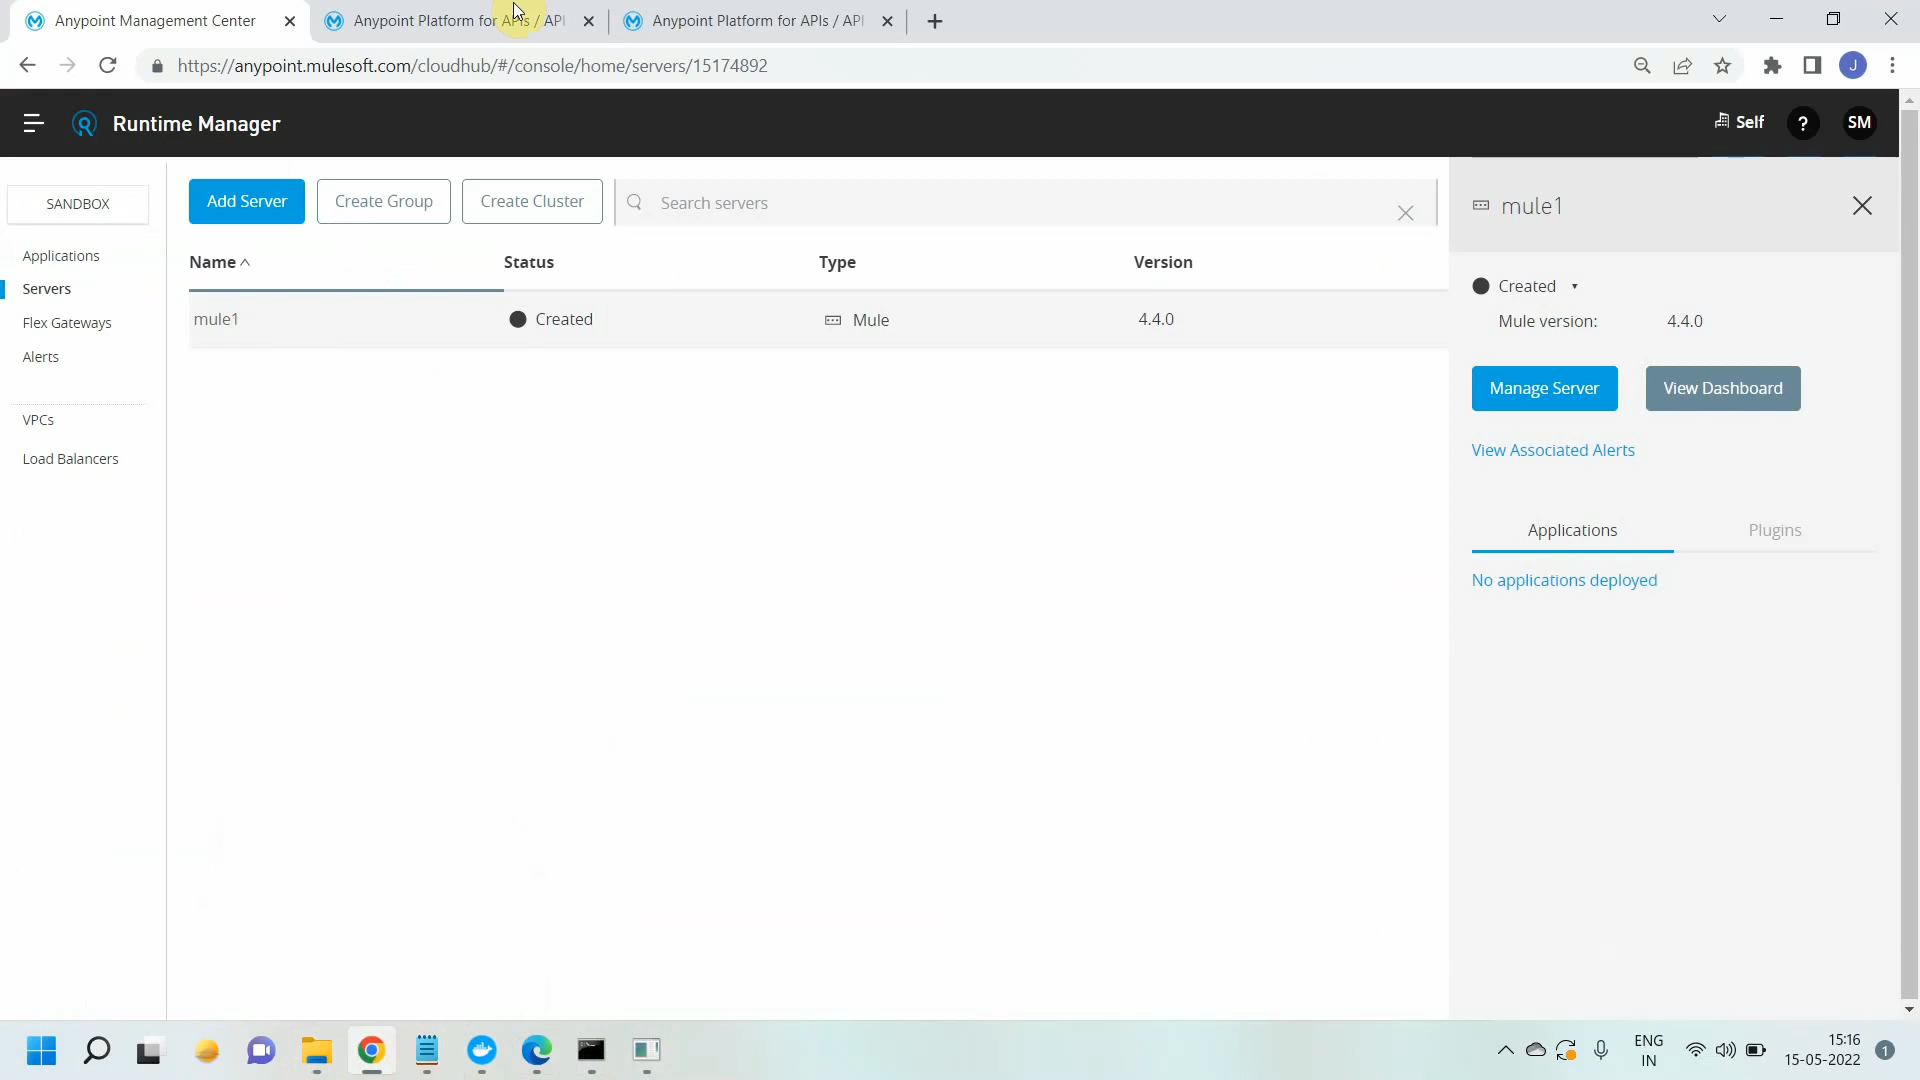 Anypoint Management Center
Anypoint Platform for APIs / API
Anypoint Platform for APIs / API
https://anypoint.mulesoft.com/cloudhub/#/console/home/servers/15174892
J
Runtime Manager
Self
?
SM
SANDBOX
Applications
Servers
Flex Gateways
Alerts
VPCs
Load Balancers
Add Server
Create Group
Create Cluster
Search servers
Name
Status
Type
Version
mule1
Created
Mule
4.4.0
mule1
Created
Mule version:
4.4.0
Manage Server
View Dashboard
View Associated Alerts
Applications
Plugins
No applications deployed
ENG
IN
15:16
15-05-2022
1